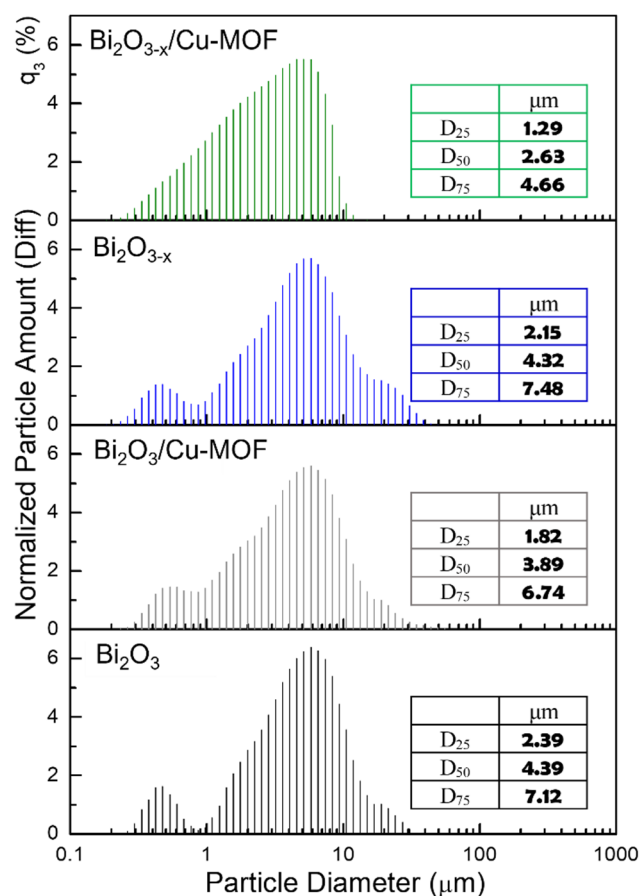 Normalized Particle Amount (Diff) q₃ (%)
Bi₂O₃₋ₓ/Cu-MOF
6
4
2
0
μm
D₂₅ 1.29
D₅₀ 2.63
D₇₅ 4.66
Bi₂O₃₋ₓ
6
4
2
0
μm
D₂₅ 2.15
D₅₀ 4.32
D₇₅ 7.48
Bi₂O₃/Cu-MOF
6
4
2
0
μm
D₂₅ 1.82
D₅₀ 3.89
D₇₅ 6.74
Bi₂O₃
6
4
2
0
μm
D₂₅ 2.39
D₅₀ 4.39
D₇₅ 7.12
0.1 1 10 100 1000
Particle Diameter (μm)